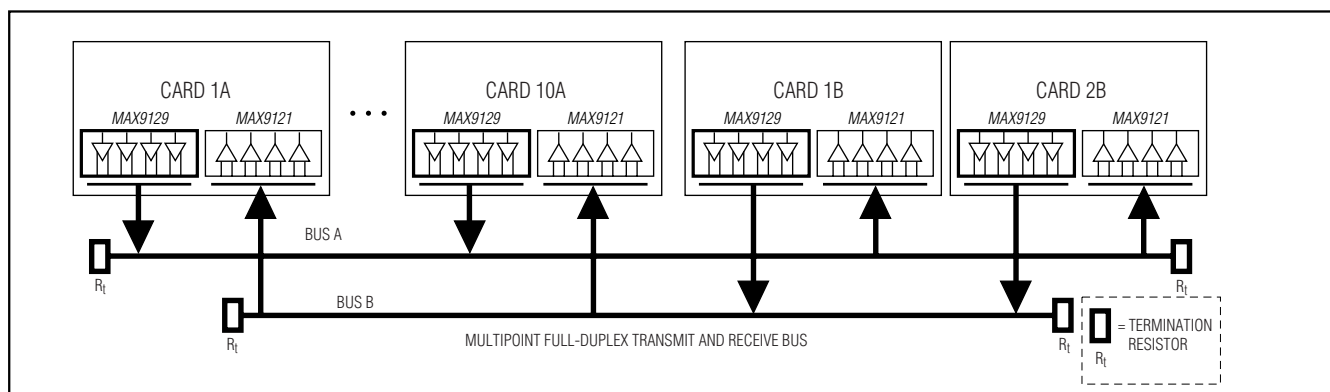 CARD 1A
MAX9129 MAX9121
...
CARD 10A
MAX9129 MAX9121
CARD 1B
MAX9129 MAX9121
CARD 2B
MAX9129 MAX9121
BUS A
Rt
Rt
BUS B
Rt
Rt
MULTIPOINT FULL-DUPLEX TRANSMIT AND RECEIVE BUS
= TERMINATION
RESISTOR
Rt